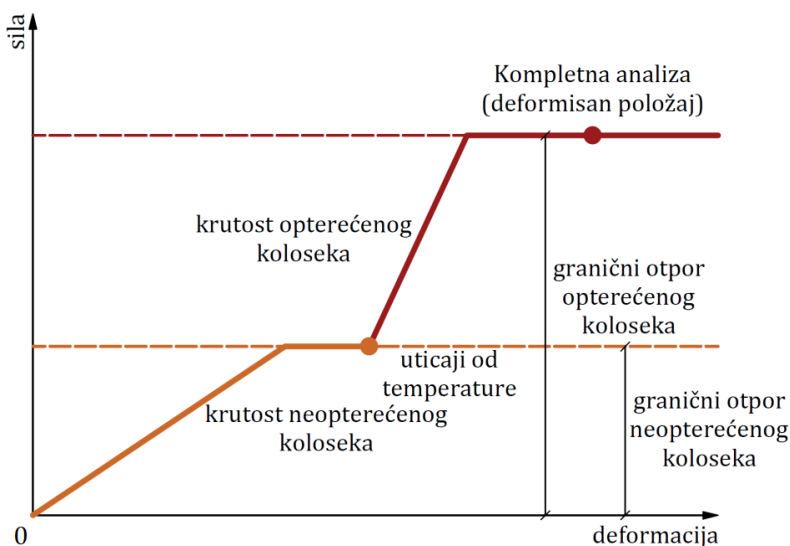 sila
Kompletna analiza
(deformisan položaj)
krutost opterećenog
koloseka
granični otpor
opterećenog
koloseka
uticaji od
temperature
krutost neopterećenog
koloseka
granični otpor
neopterećenog
koloseka
0
deformacija